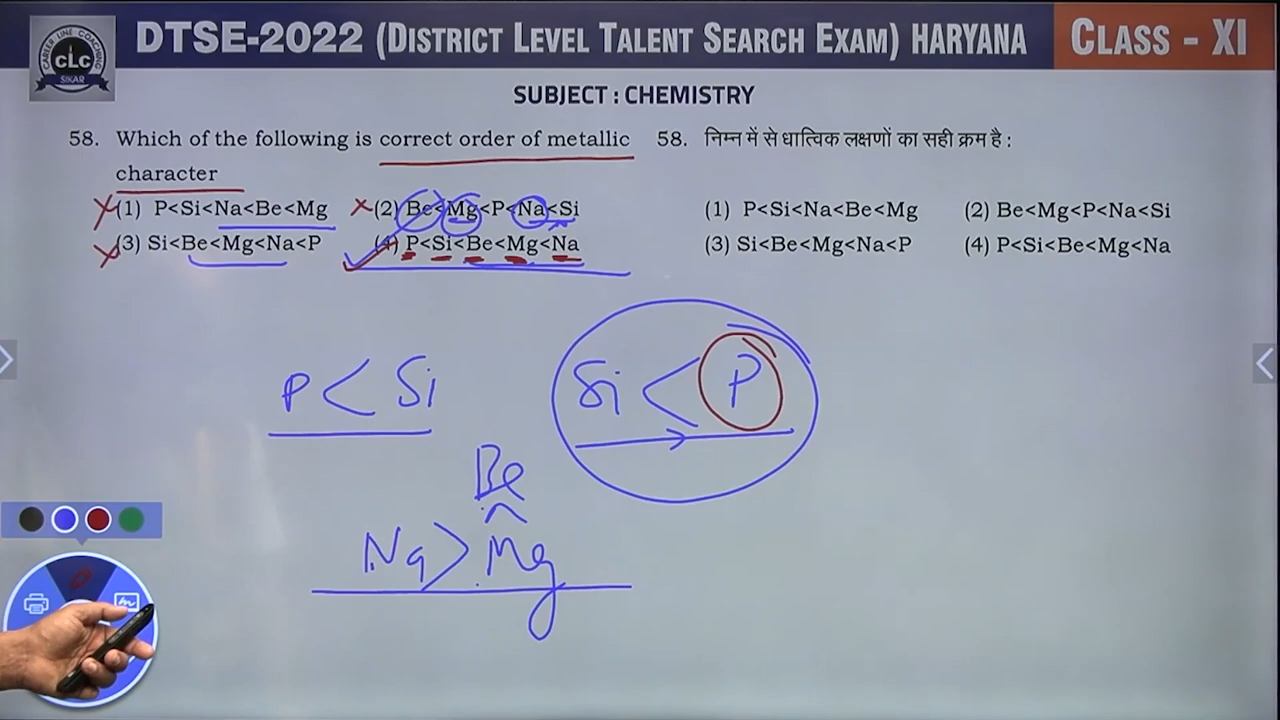 CAREER LINE COACHING
CLC
SIKAR
DTSE-2022 (DISTRICT LEVEL TALENT SEARCH EXAM) HARYANA
CLASS - XI
SUBJECT : CHEMISTRY
58. Which of the following is correct order of metallic
character
(1) P<Si<Na<Be<Mg (2) Be<Mg<P<Na<Si
(3) Si<Be<Mg<Na<P (4) P<Si<Be<Mg<Na
58. निम्न में से धात्विक लक्षणों का सही क्रम है :
(1) P<Si<Na<Be<Mg (2) Be<Mg<P<Na<Si
(3) Si<Be<Mg<Na<P (4) P<Si<Be<Mg<Na
P < Si
Si < P
Be
Na > Mg